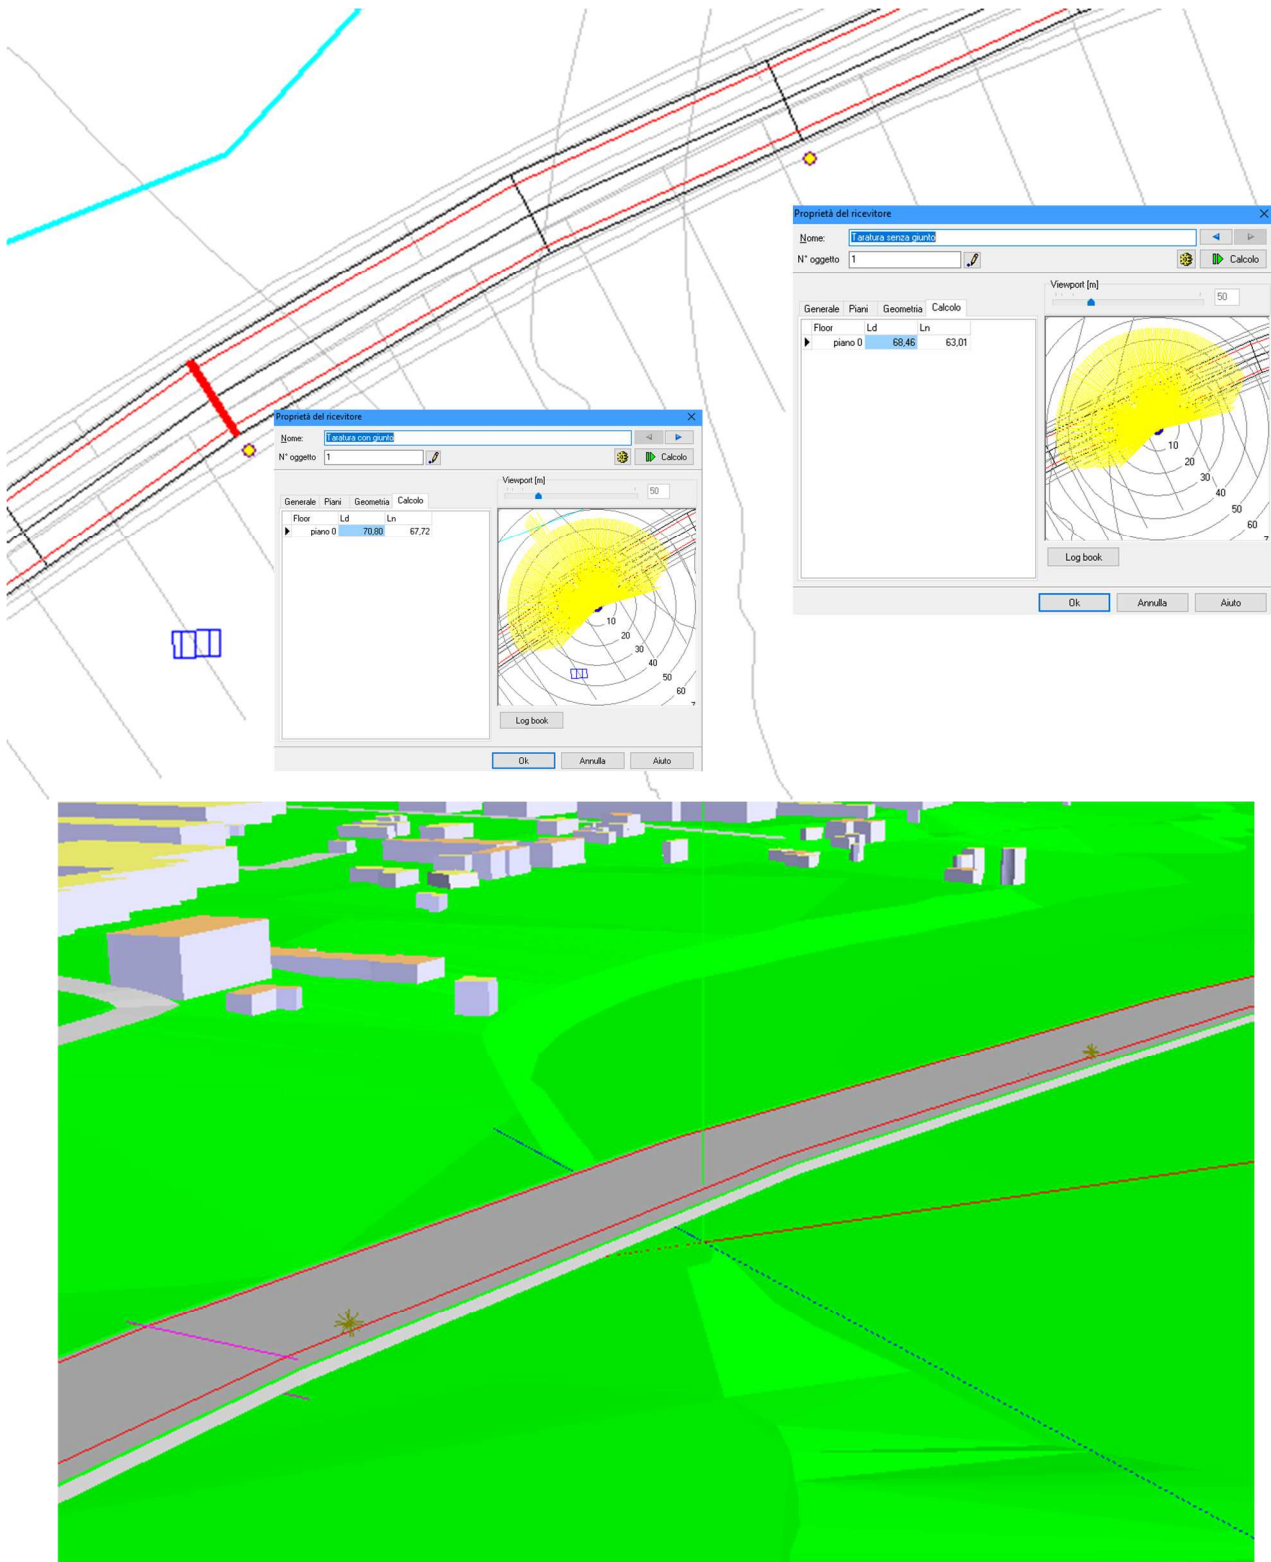 Proprietà del ricevitore
Nome: Taratura senza giunto
N° oggetto 1
Calcolo
Viewport [m]
50
Generale Piani Geometria Calcolo
Floor Ld Ln
piano 0 68,46 63,01
10
20
30
40
50
60
7
Log book
Ok Annulla Aiuto
Proprietà del ricevitore
Nome: Taratura con giunto
N° oggetto 1
Calcolo
Viewport [m]
50
Generale Piani Geometria Calcolo
Floor Ld Ln
piano 0 70,80 67,72
10
20
30
40
50
60
Log book
Ok Annulla Aiuto